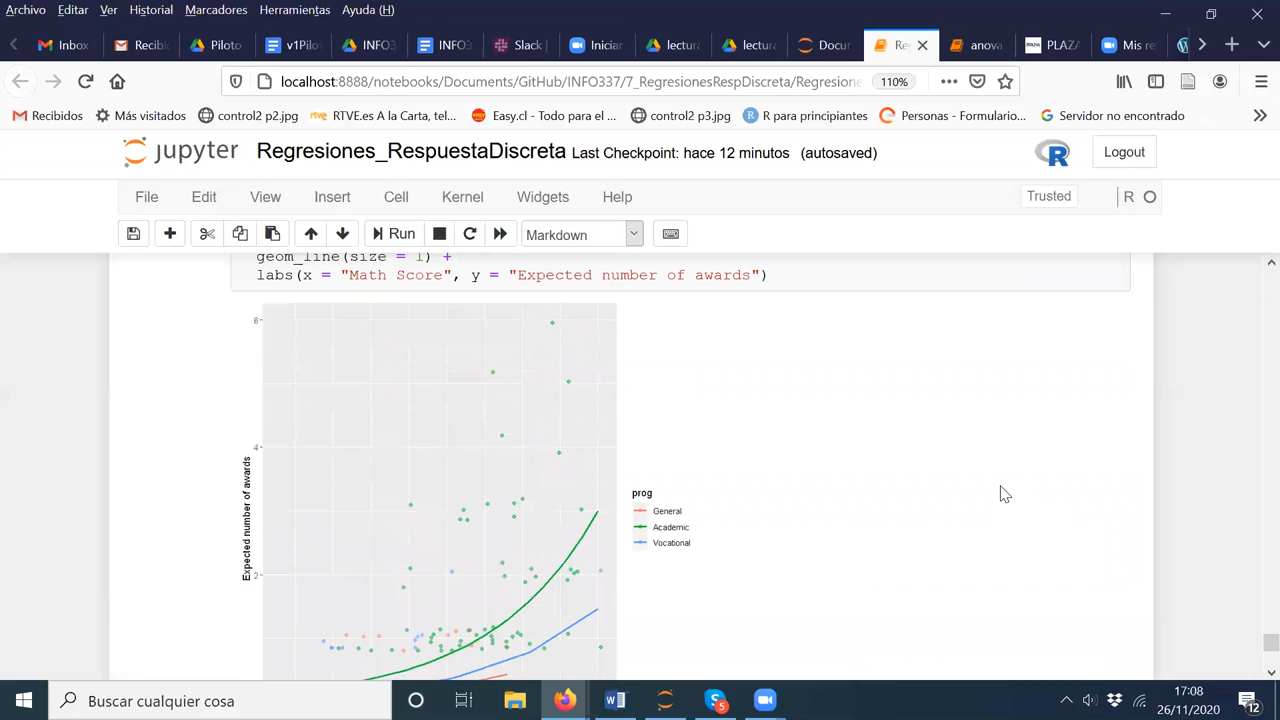 Archivo Editar Ver Historial Marcadores Herramientas Ayuda (H)
Inbox Recibi Piloto v1Pilo INFO3 INFO3 Slack | Iniciar lectura lectura Docur Re anova PLAZA Mis re
localhost:8888/notebooks/Documents/GitHub/INFO337/7_RegresionesRespDiscreta/Regresione 110%
Recibidos Más visitados control2 p2.jpg RTVE.es A la Carta, tel... Easy.cl - Todo para el ... control2 p3.jpg R para principiantes Personas - Formulario... Servidor no encontrado
jupyter Regresiones_RespuestaDiscreta Last Checkpoint: hace 12 minutos (autosaved) Logout
File Edit View Insert Cell Kernel Widgets Help Trusted R
Run Markdown
geom_line(size = 1) +
labs(x = "Math Score", y = "Expected number of awards")
6
4
2
Expected number of awards
prog
General
Academic
Vocational
Buscar cualquier cosa
5
17:08
26/11/2020
12